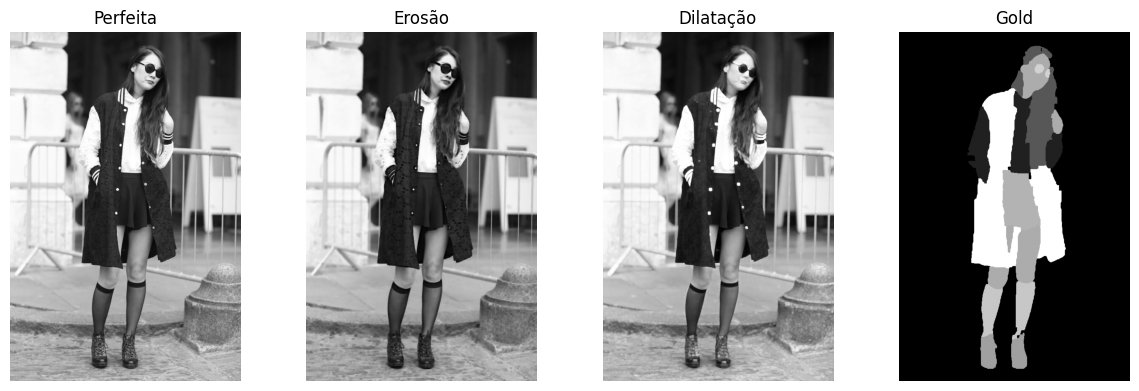 Perfeita
Erosão
Dilatação
Gold